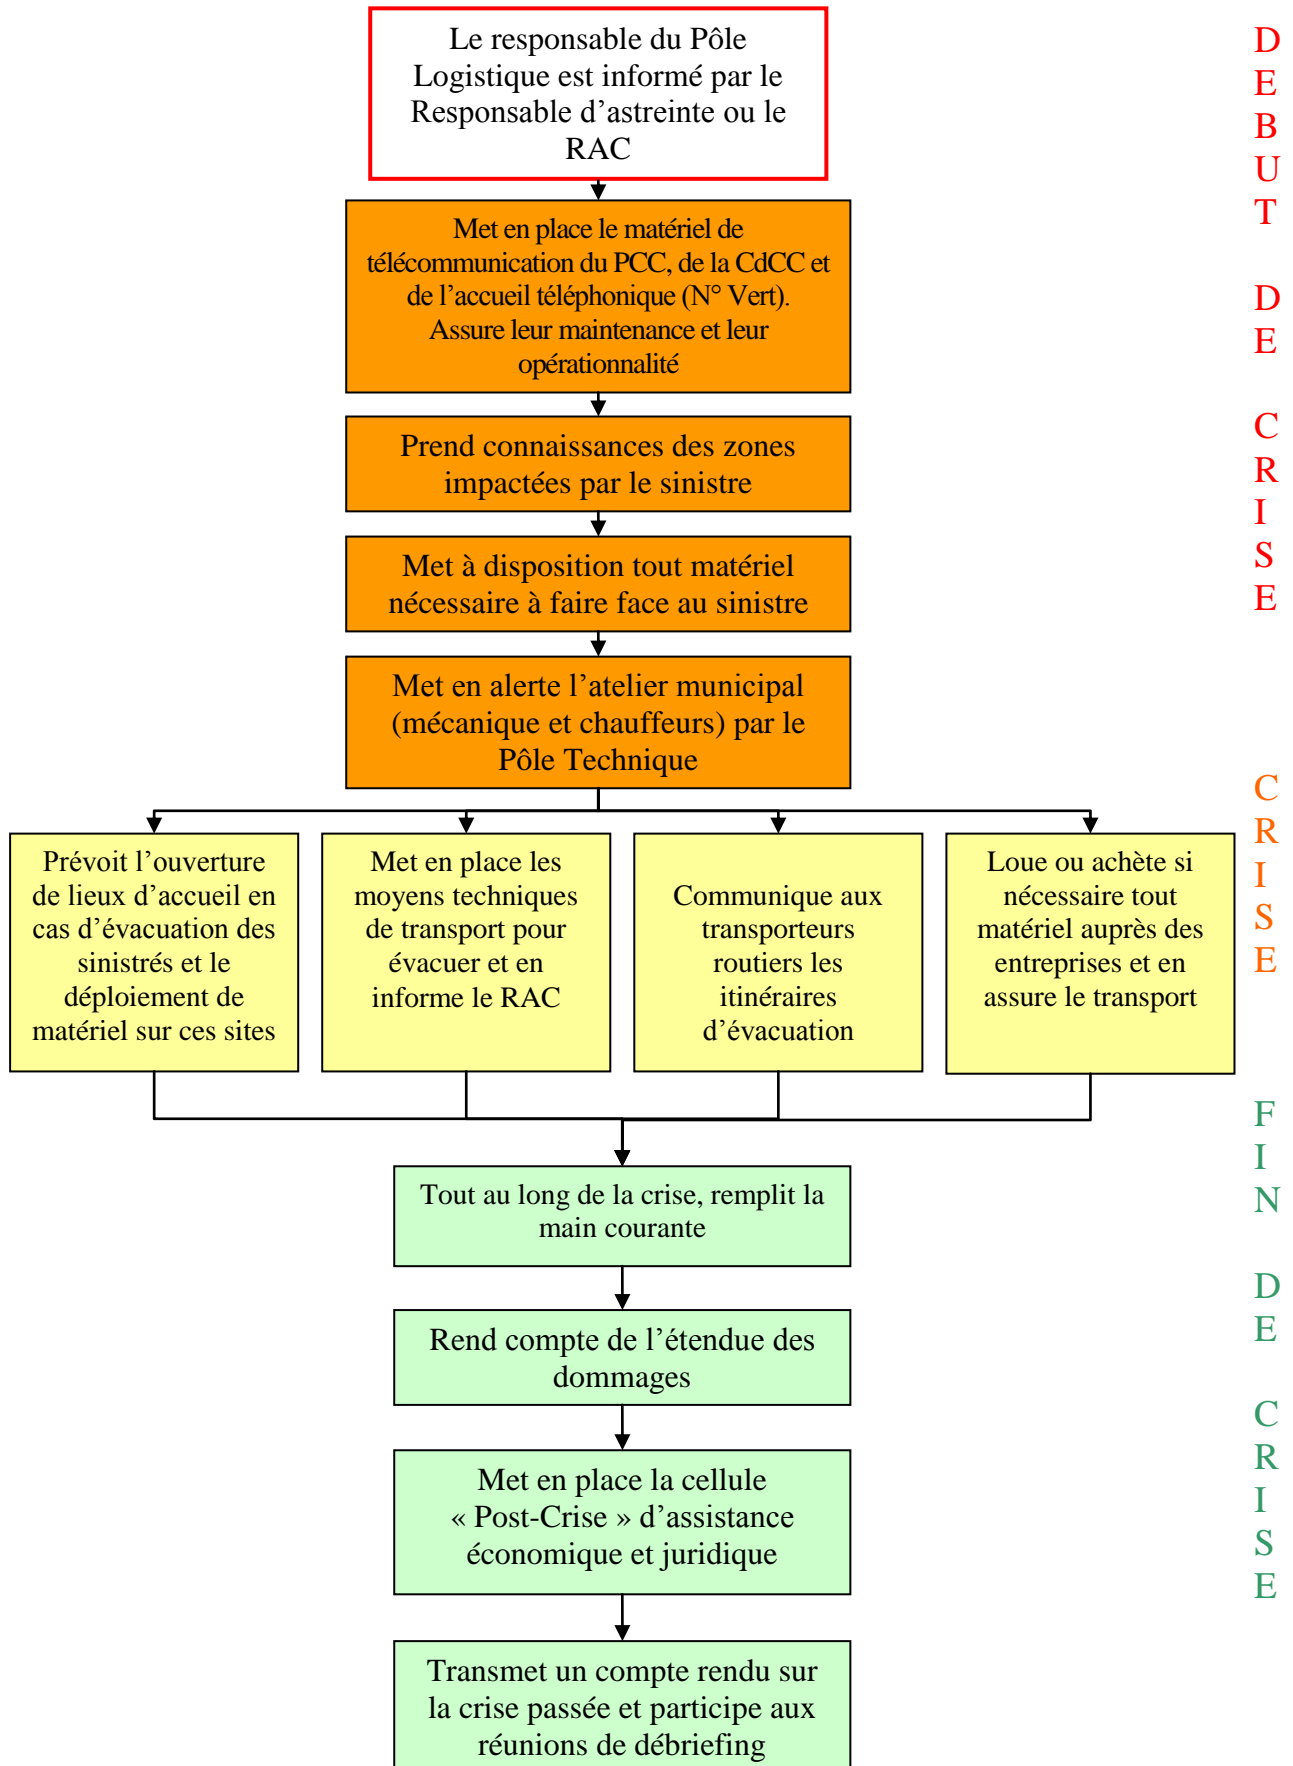 Le responsable du Pôle
Logistique est informé par le
Responsable d’astreinte ou le
RAC
Met en place le matériel de
télécommunication du PCC, de la CdCC et
de l’accueil téléphonique (N° Vert).
Assure leur maintenance et leur
opérationnalité
Prend connaissances des zones
impactées par le sinistre
Met à disposition tout matériel
nécessaire à faire face au sinistre
Met en alerte l’atelier municipal
(mécanique et chauffeurs) par le
Pôle Technique
Prévoit l’ouverture
de lieux d’accueil en
cas d’évacuation des
sinistrés et le
déploiement de
matériel sur ces sites
Met en place les
moyens techniques
de transport pour
évacuer et en
informe le RAC
Communique aux
transporteurs
routiers les
itinéraires
d’évacuation
Loue ou achète si
nécessaire tout
matériel auprès des
entreprises et en
assure le transport
Tout au long de la crise, remplit la
main courante
Rend compte de l’étendue des
dommages
Met en place la cellule
« Post-Crise » d’assistance
économique et juridique
Transmet un compte rendu sur
la crise passée et participe aux
réunions de débriefing
DEBUT DE CRISE
CRISE
FIN DE CRISE